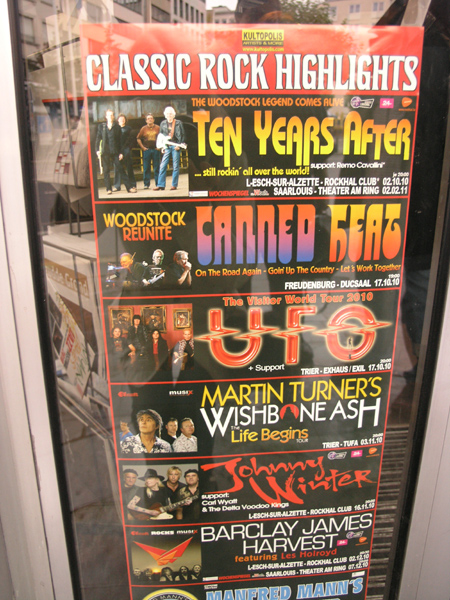 KULTOPOLIS
CLASSIC ROCK HIGHLIGHTS
THE WOODSTOCK LEGEND COMES ALIVE
TEN YEARS AFTER
... still rockin' all over the world!
support: Remo Cavallini
L-ESCH-SUR-ALZETTE - ROCKHAL CLUB 02.10.10
SAARLOUIS - THEATER AM RING 02.02.11
WOODSTOCK
REUNITE
CANNED HEAT
On The Road Again - Goin' Up The Country - Let's Work Together
FREUDENBURG - DUCSAAL 17.10.10
The Visitor World Tour 2010
UFO
+ Support
TRIER - EXHAUS / EXIL 17.10.10
MARTIN TURNER'S
WISHBONE ASH
The
Life Begins
TOUR
TRIER - TUFA 03.11.10
Johnny
Winter
support:
Carl Wyatt
& The Delta Voodoo Kings
L-ESCH-SUR-ALZETTE - ROCKHAL CLUB 16.11.10
ROCKS
BARCLAY JAMES
HARVEST
featuring Les Holroyd
L-ESCH-SUR-ALZETTE - ROCKHAL CLUB 02.12.10
SAARLOUIS - THEATER AM RING 07.12.10
MANFRED MANN'S